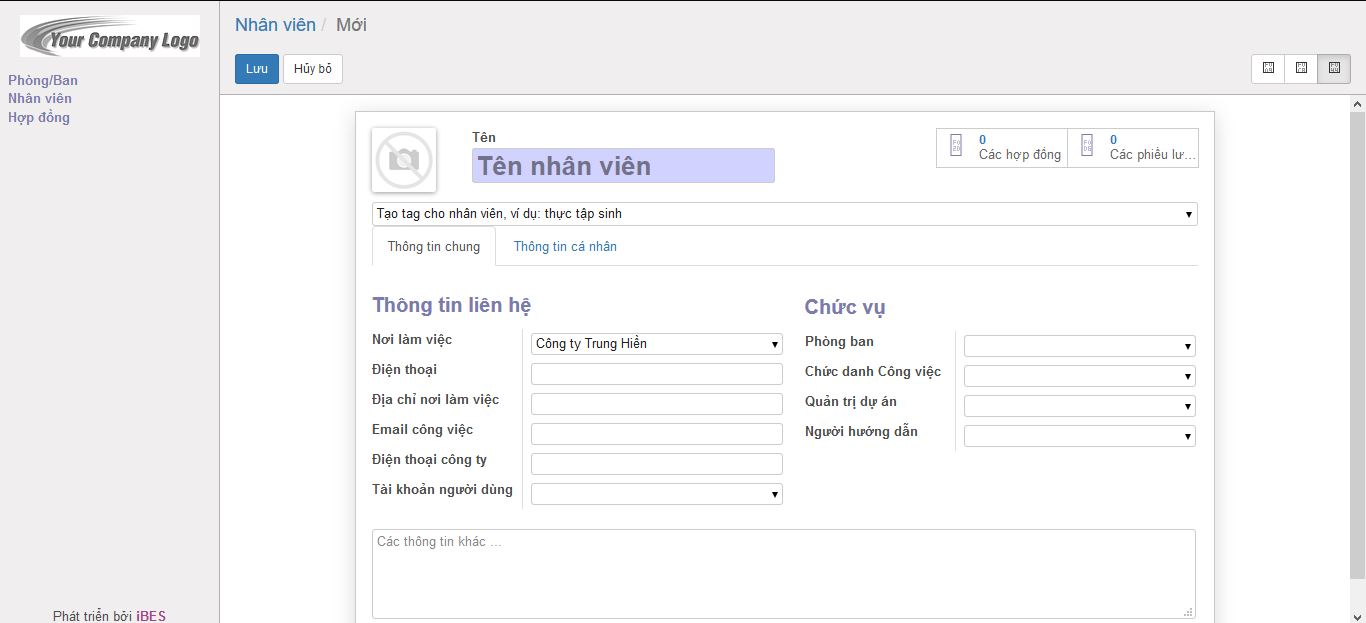 Your Company Logo
Phòng/Ban
Nhân viên
Hợp đồng
Phát triển bởi iBES
Nhân viên / Mới
Lưu Hủy bỏ
Tên
Tên nhân viên
0
Các hợp đồng
0
Các phiếu lư...
Tạo tag cho nhân viên, ví dụ: thực tập sinh
Thông tin chung Thông tin cá nhân
Thông tin liên hệ
Nơi làm việc Công ty Trung Hiền
Điện thoại
Địa chỉ nơi làm việc
Email công việc
Điện thoại công ty
Tài khoản người dùng
Chức vụ
Phòng ban
Chức danh Công việc
Quản trị dự án
Người hướng dẫn
Các thông tin khác ...